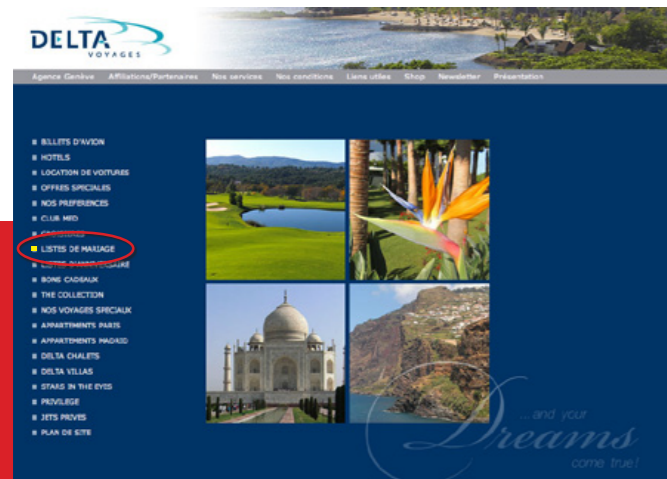 DELTA
VOYAGES
Agence Genève Affiliations/Partenaires Nos services Nos conditions Liens utiles Shop Newsletter Présentation
BILLETS D'AVION
HOTELS
LOCATION DE VOITURES
OFFRES SPECIALES
NOS PREFERENCES
CLUB MED
CROISIERES
LISTES DE MARIAGE
LISTES D'ANNIVERSAIRE
BONS CADEAUX
THE COLLECTION
NOS VOYAGES SPECIAUX
APPARTEMENTS PARIS
APPARTEMENTS MADRID
DELTA CHALETS
DELTA VILLAS
STARS IN THE EYES
PRIVILEGE
JETS PRIVES
PLAN DE SITE
... and your
Dreams
come true!